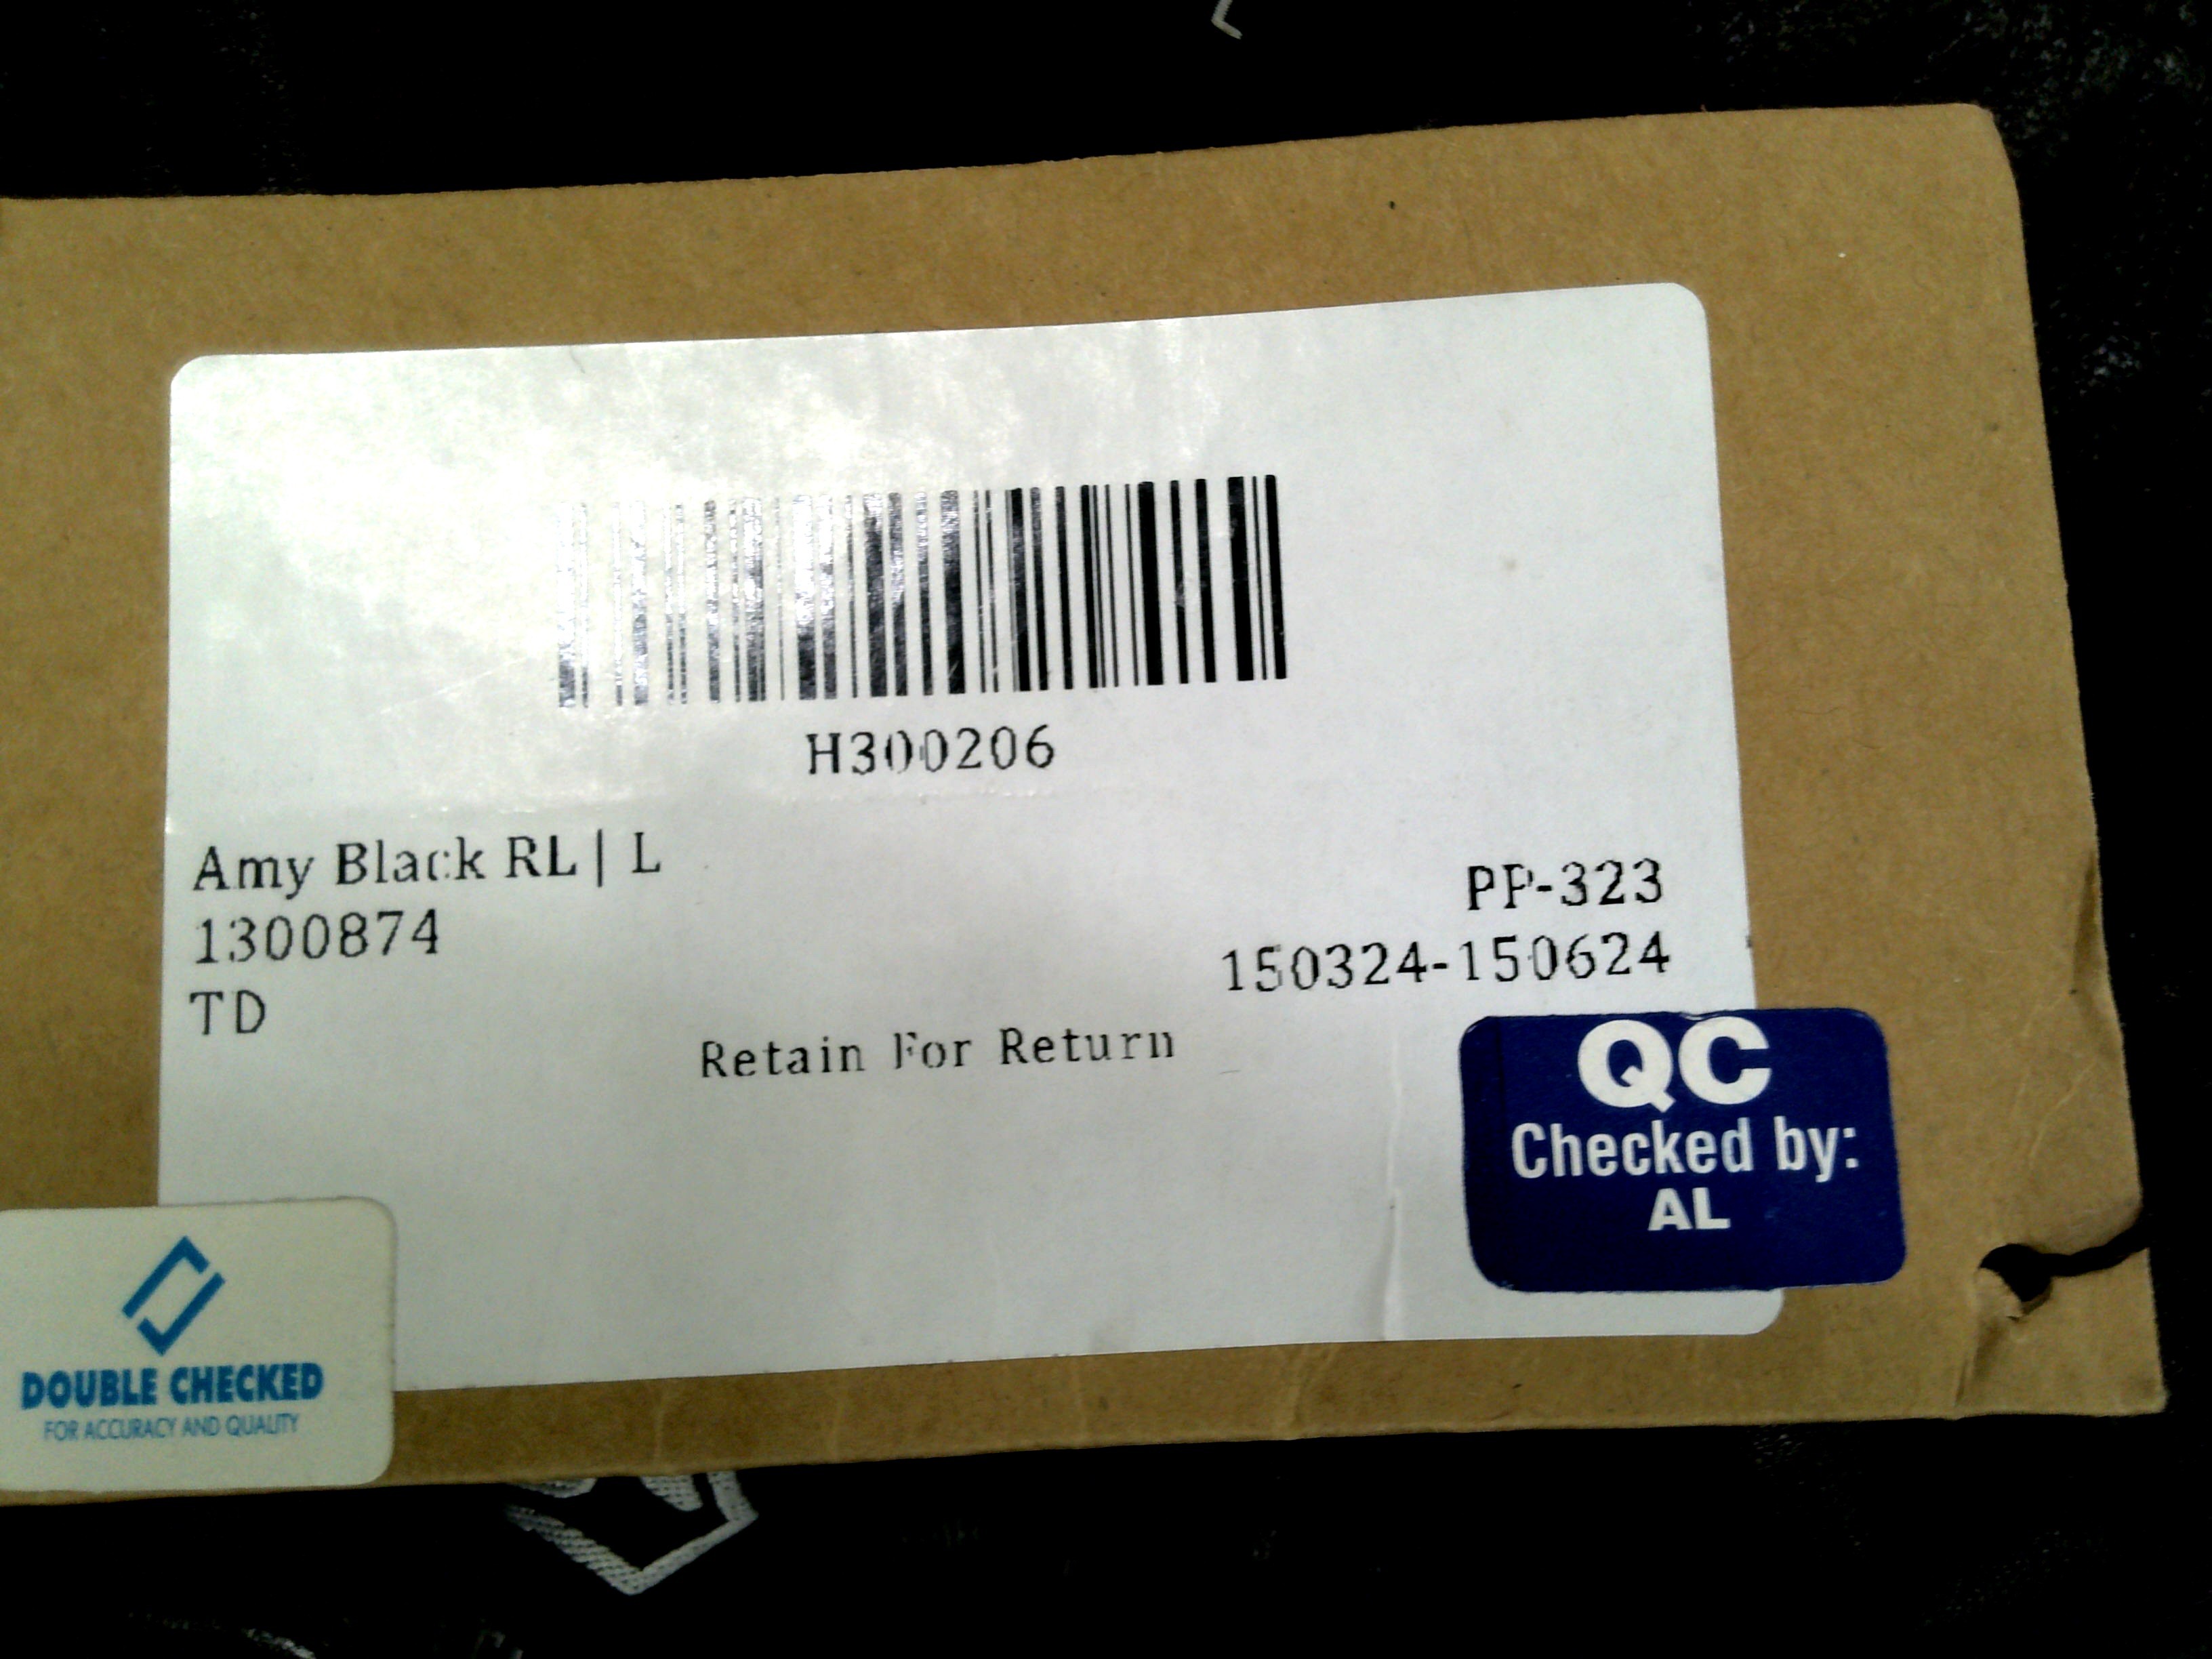 H300206
Amy Black RL | L
1300874
TD
PP-323
150324-150624
Retain For Return
QC
Checked by:
AL
DOUBLE CHECKED
FOR ACCURACY AND QUALITY